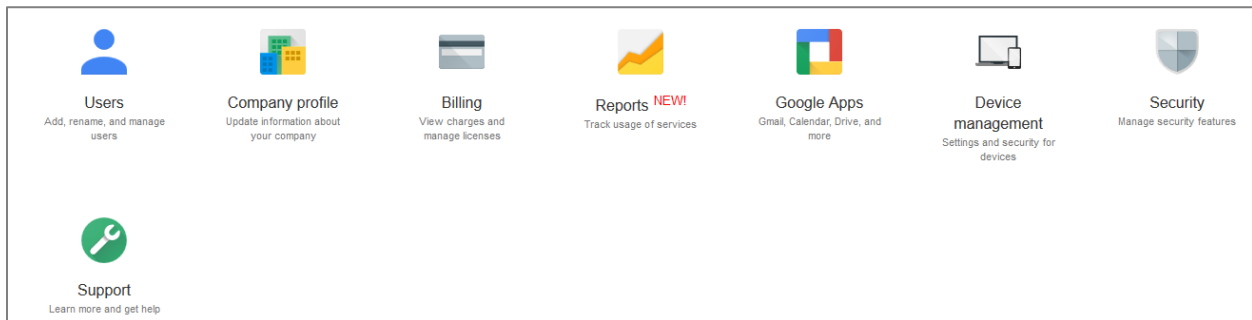 Users
Add, rename, and manage
users
Company profile
Update information about
your company
Billing
View charges and
manage licenses
Reports NEW!
Track usage of services
Google Apps
Gmail, Calendar, Drive, and
more
Device
management
Settings and security for
devices
Security
Manage security features
Support
Learn more and get help